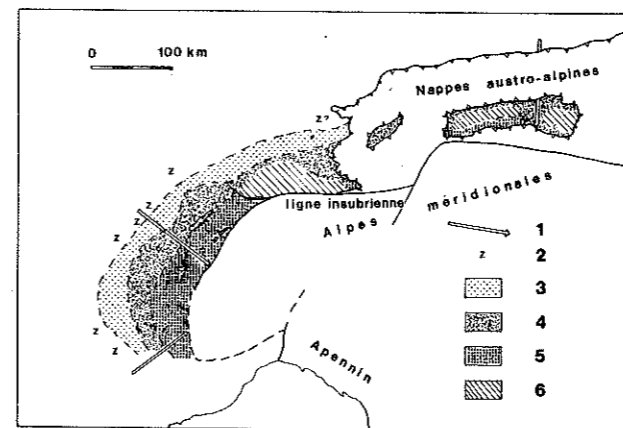 0 100 km
Nappes austro-alpines
z?
z
z
z
z
z
z
z
ligne insubrienne
Alpes méridionales
Apennin
1
z 2
3
4
5
6